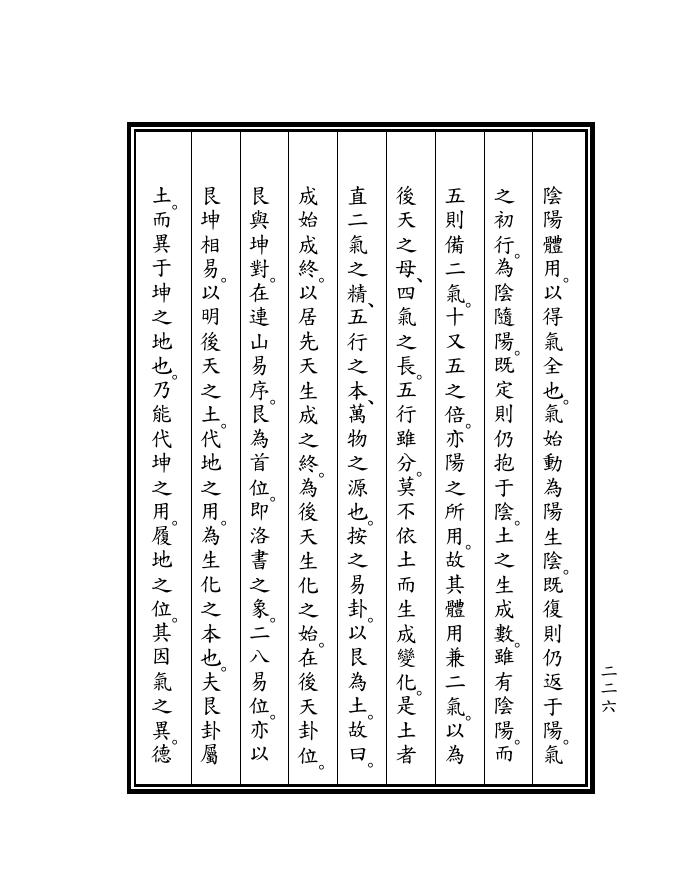 陰陽體用。以得氣全也。氣始動為陽生陰。既復則仍返于陽。氣
之初行。為陰隨陽。既定則仍抱于陰。土之生成數。雖有陰陽。而
五則備二氣。十又五之倍。亦陽之所用。故其體用兼二氣。以為
後天之母、四氣之長。五行雖分。莫不依土而生成變化。是土者
直二氣之精、五行之本、萬物之源也。按之易卦。以艮為土。故曰。
成始成終。以居先天生成之終。為後天生化之始。在後天卦位。
艮與坤對。在連山易序。艮為首位。即洛書之象。二八易位。亦以
艮坤相易。以明後天之土。代地之用。為生化之本也。夫艮卦屬
土。而異于坤之地也。乃能代坤之用。履地之位。其因氣之異。德
二二六